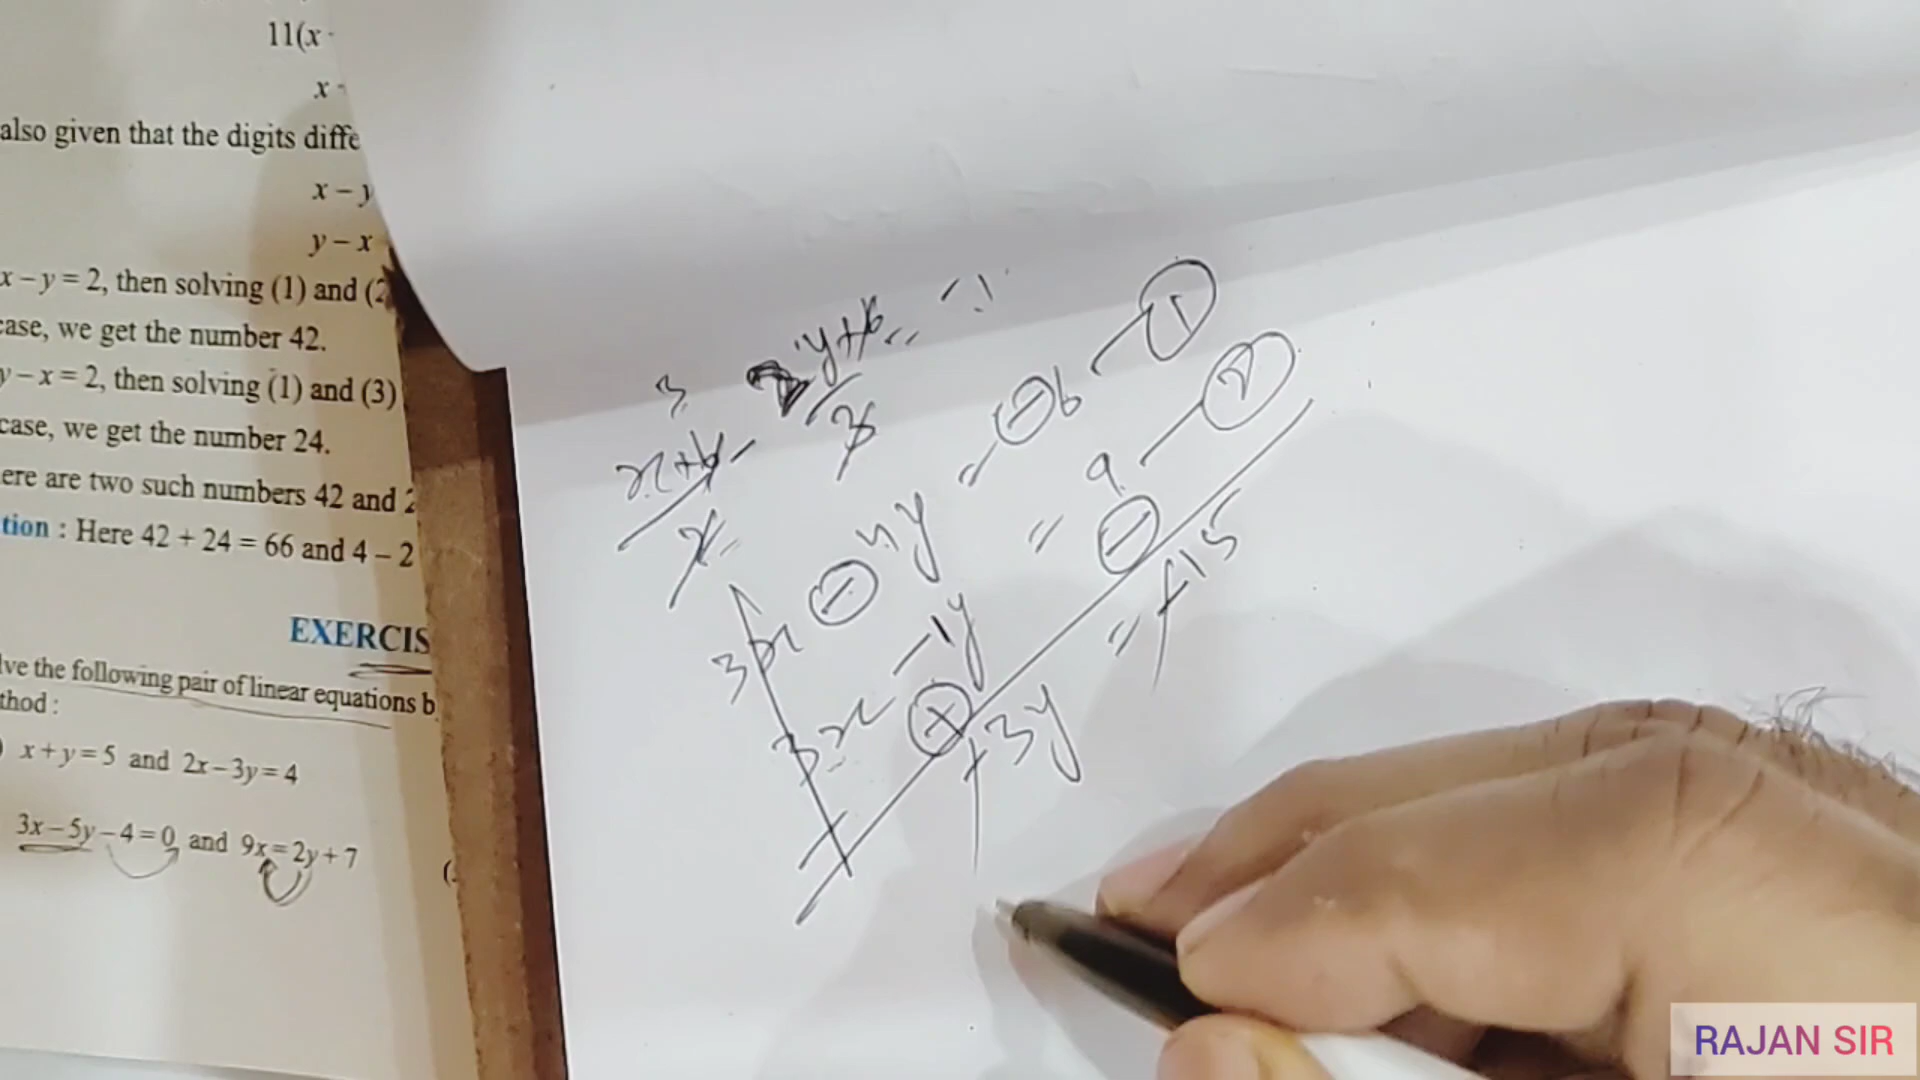 11(x
x
also given that the digits diffe
x – y
y – x
x – y = 2, then solving (1) and (2
case, we get the number 42.
y – x = 2, then solving (1) and (3)
case, we get the number 24.
ere are two such numbers 42 and 2
tion : Here 42 + 24 = 66 and 4 – 2
EXERCIS
lve the following pair of linear equations b
thod :
) x + y = 5 and 2x – 3y = 4
3x – 5y – 4 = 0 and 9x = 2y + 7
(
3x - 4y = -6 - 1
3x - 1y = 9 - 2
- + -
+3y = +15
RAJAN SIR